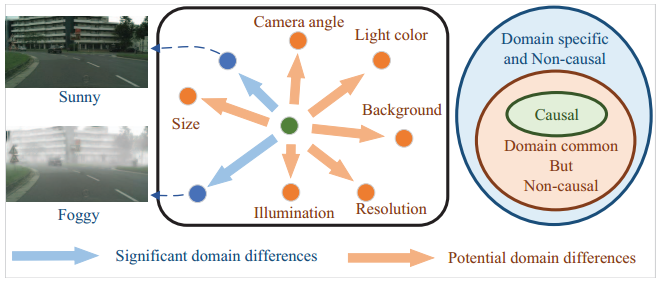 Sunny
Foggy
Camera angle
Light color
Size
Background
Illumination
Resolution
Domain specific
and Non-causal
Causal
Domain common
But
Non-causal
Significant domain differences
Potential domain differences